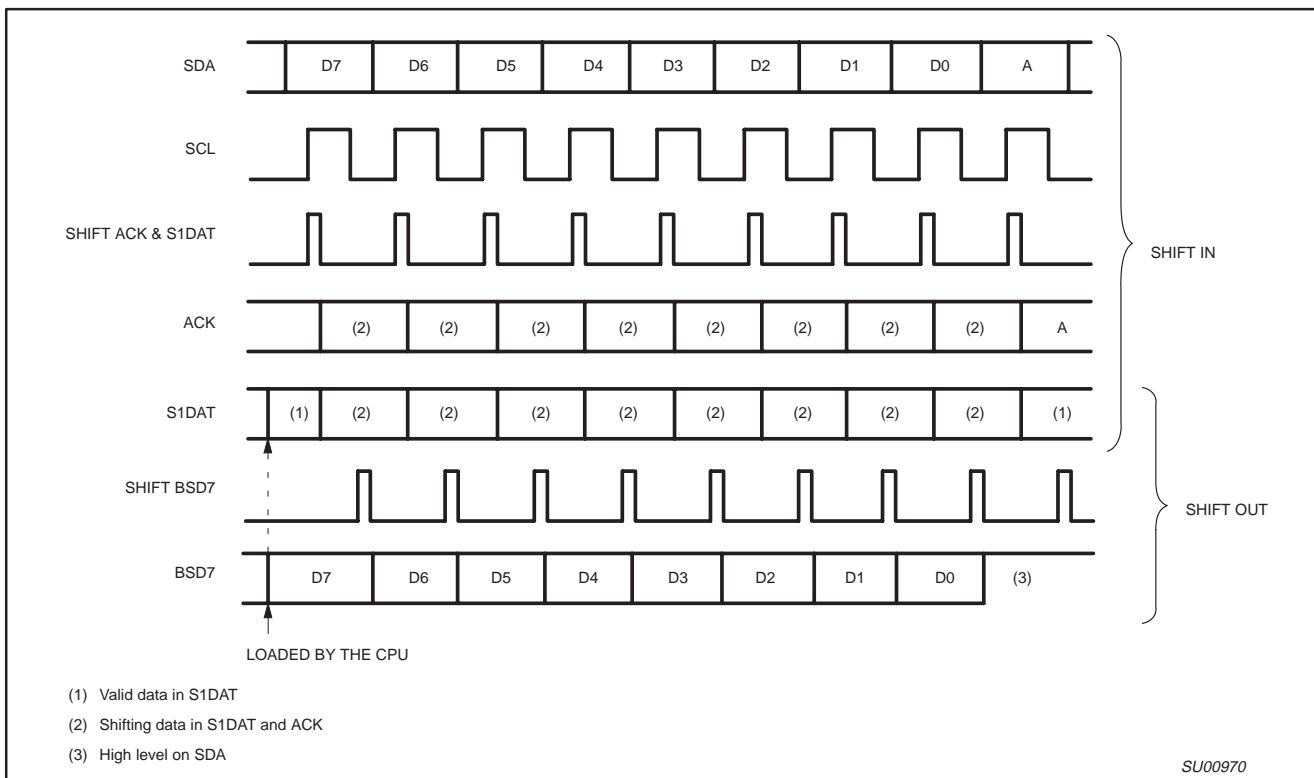 SDA D7 D6 D5 D4 D3 D2 D1 D0 A
SCL
SHIFT ACK & S1DAT
SHIFT IN
ACK (2) (2) (2) (2) (2) (2) (2) (2) A
S1DAT (1) (2) (2) (2) (2) (2) (2) (2) (2) (1)
SHIFT BSD7
SHIFT OUT
BSD7 D7 D6 D5 D4 D3 D2 D1 D0 (3)
LOADED BY THE CPU
(1) Valid data in S1DAT
(2) Shifting data in S1DAT and ACK
(3) High level on SDA
SU00970